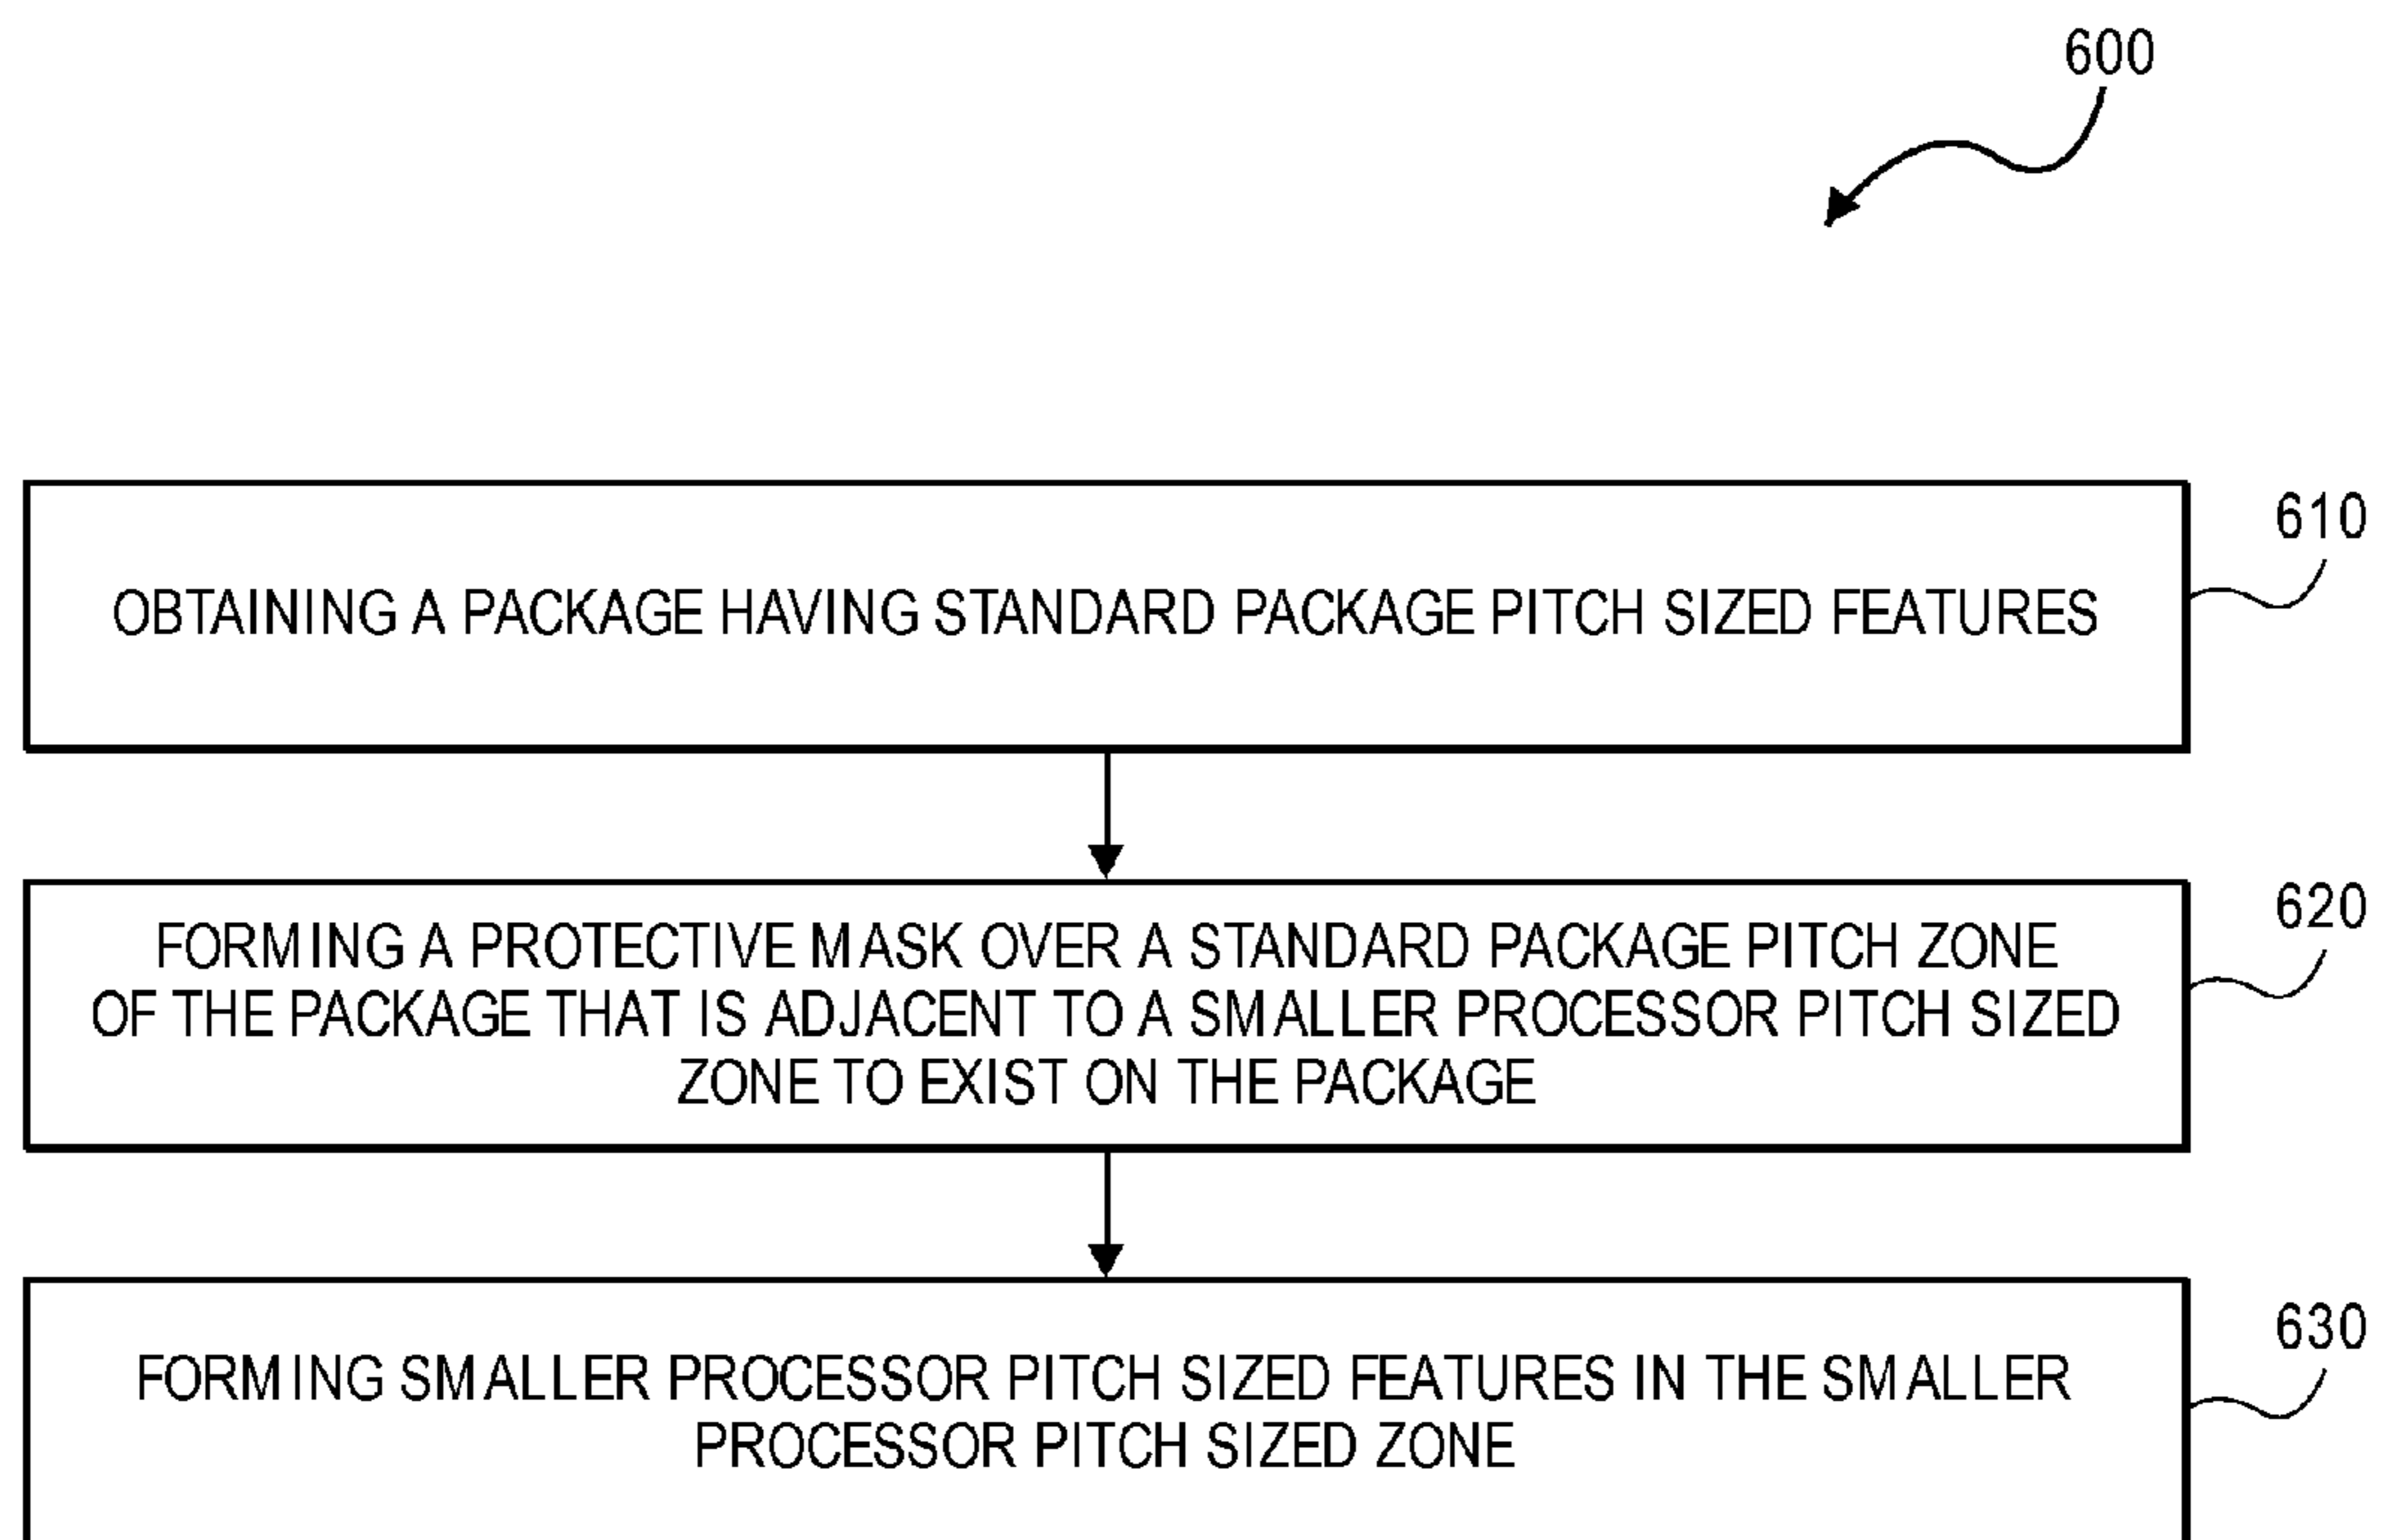 600
610
OBTAINING A PACKAGE HAVING STANDARD PACKAGE PITCH SIZED FEATURES
620
FORMING A PROTECTIVE MASK OVER A STANDARD PACKAGE PITCH ZONE
OF THE PACKAGE THAT IS ADJACENT TO A SMALLER PROCESSOR PITCH SIZED
ZONE TO EXIST ON THE PACKAGE
630
FORMING SMALLER PROCESSOR PITCH SIZED FEATURES IN THE SMALLER
PROCESSOR PITCH SIZED ZONE